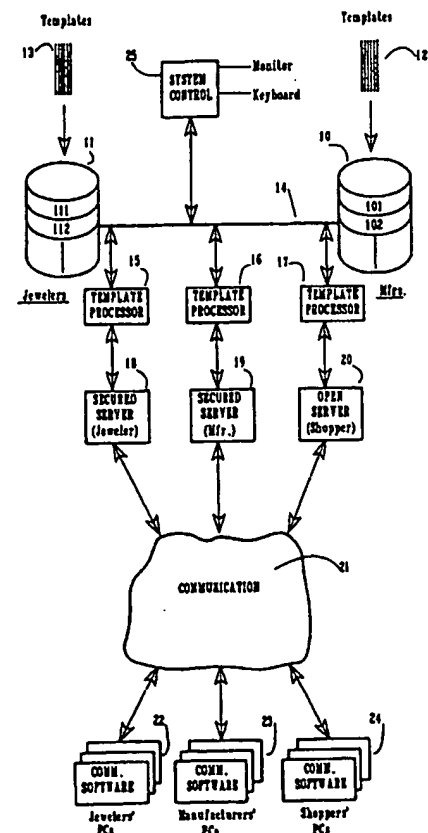 Templates
Templates
13
12
25
SYSTEM
CONTROL
Monitor
Keyboard
11
10
111
112
101
102
14
Jewelers
Mfrs.
15
16
17
TEMPLATE
PROCESSOR
TEMPLATE
PROCESSOR
TEMPLATE
PROCESSOR
18
19
20
SECURED
SERVER
(Jeweler)
SECURED
SERVER
(Mfr.)
OPEN
SERVER
(Shopper)
COMMUNICATION
21
22
23
24
COMM.
SOFTWARE
COMM.
SOFTWARE
COMM.
SOFTWARE
Jewelers'
PCs
Manufacturers'
PCs
Shoppers'
PCs